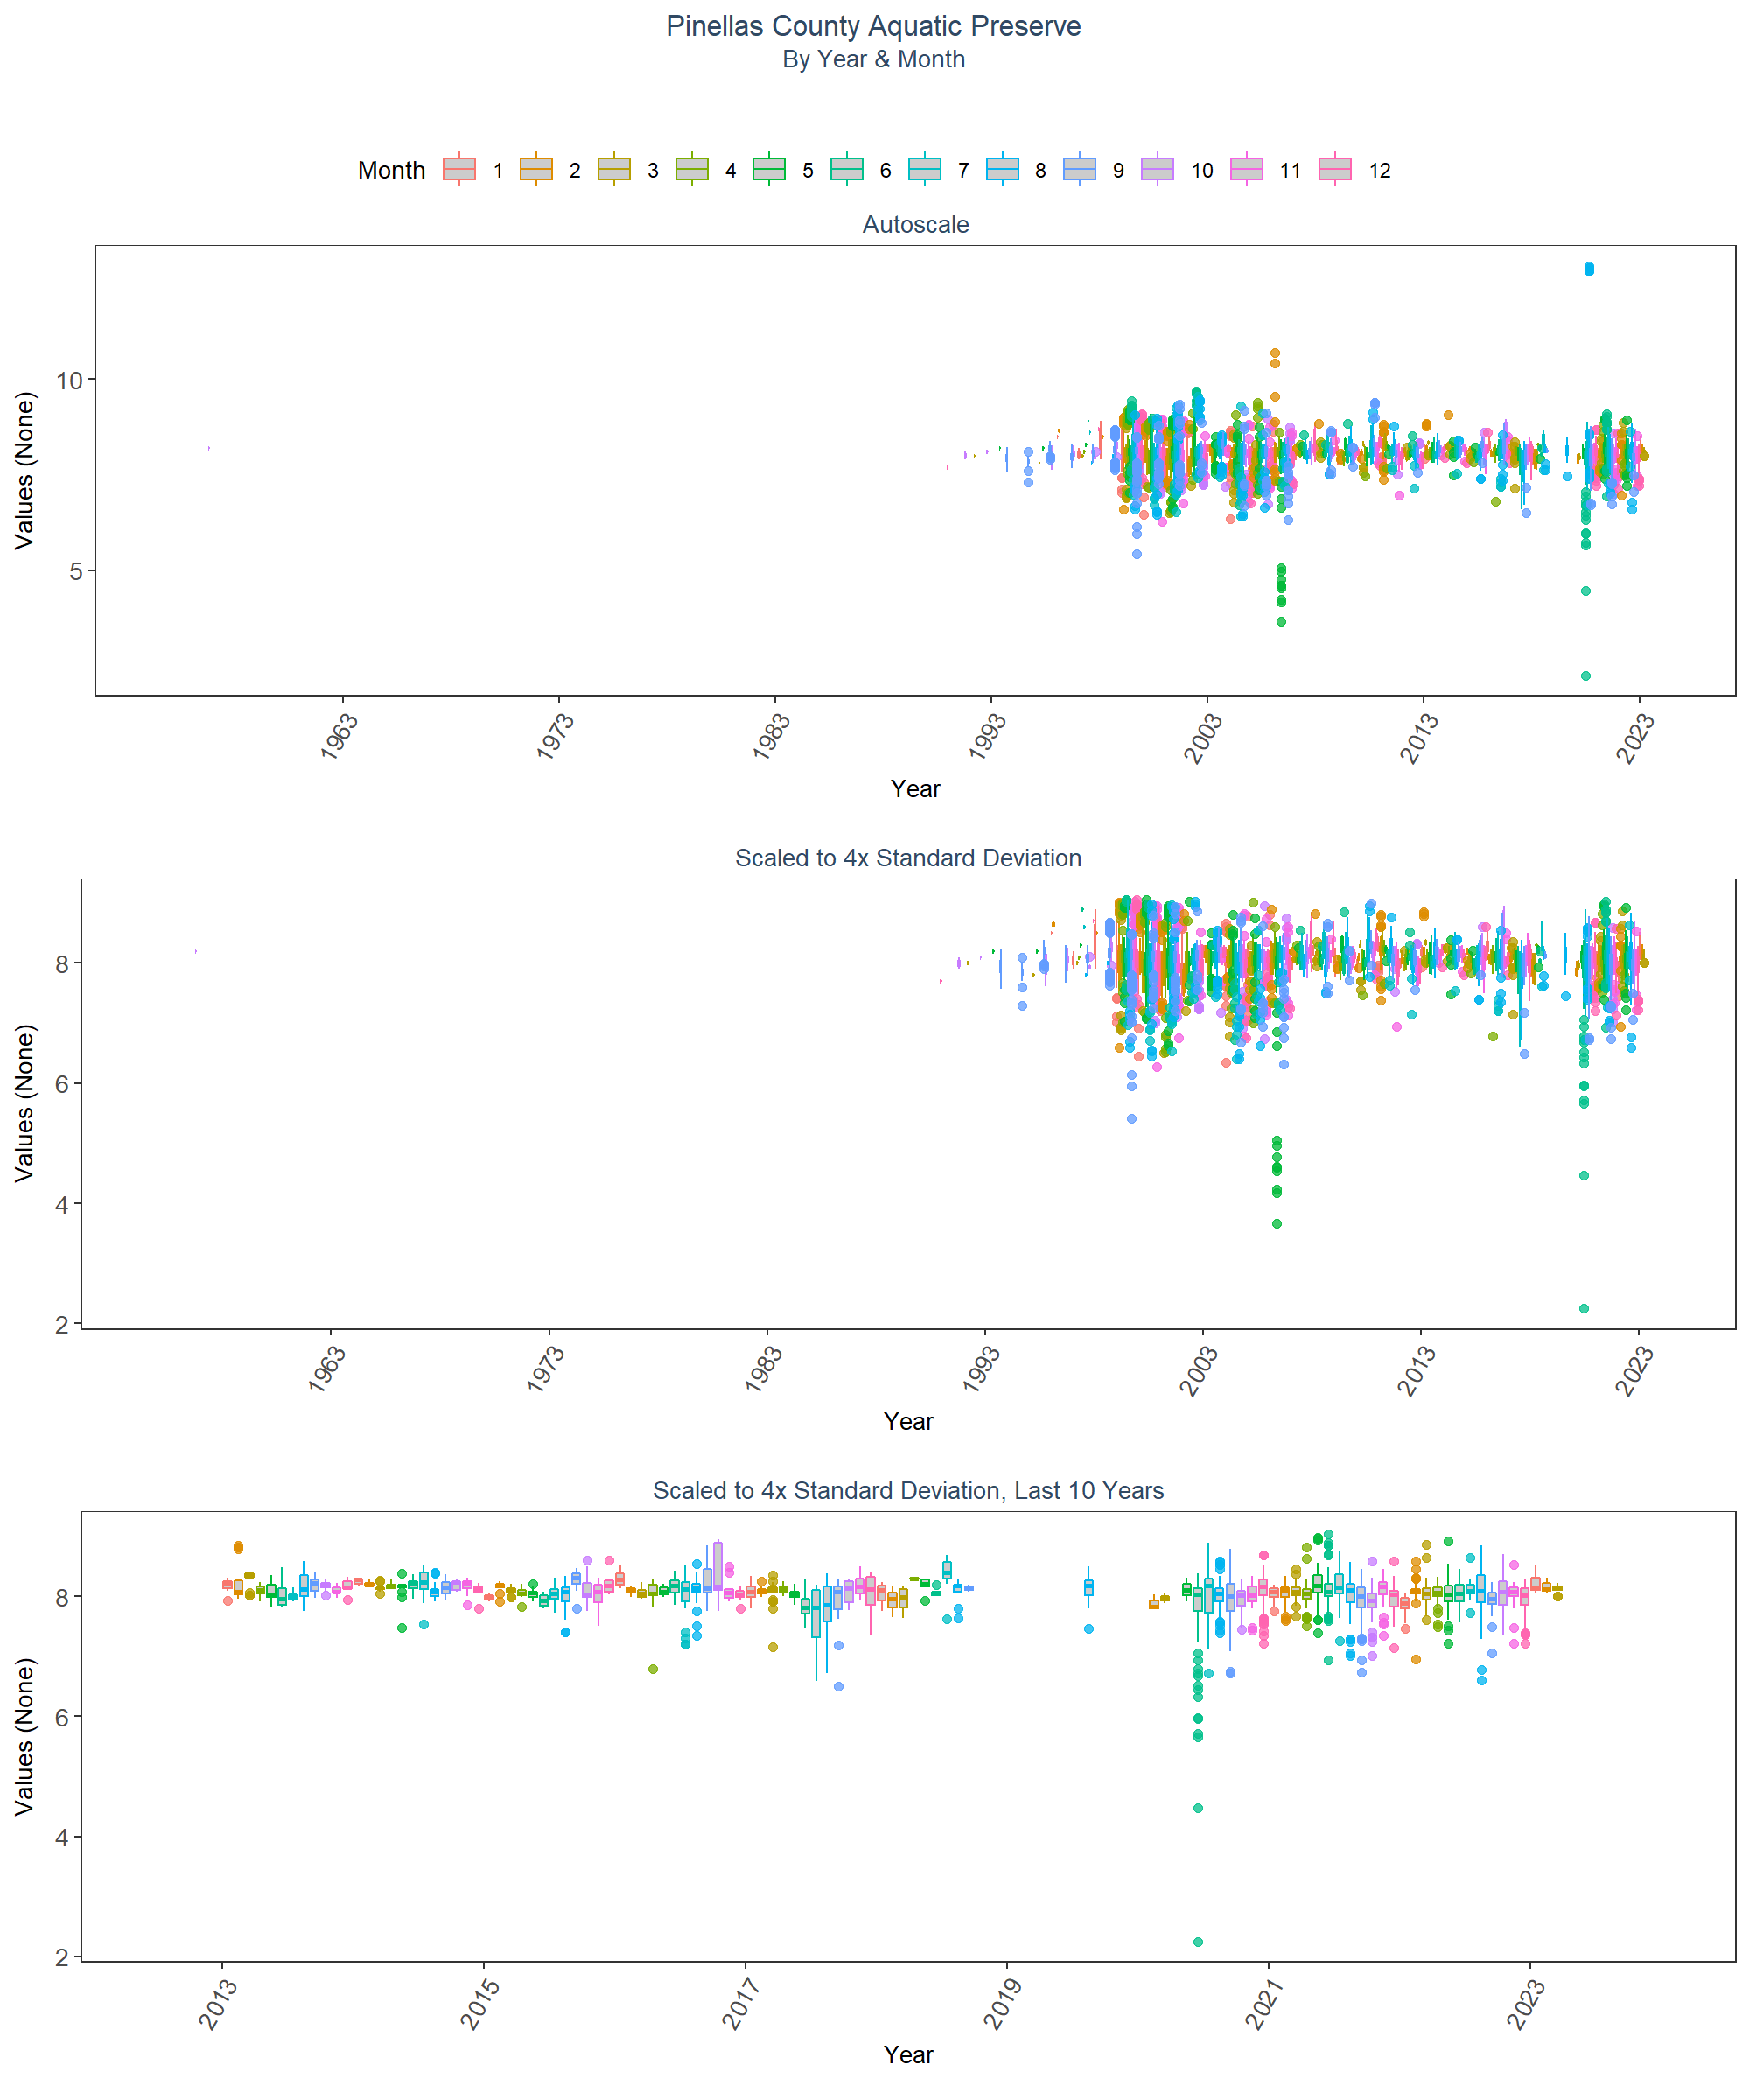 Pinellas County Aquatic Preserve
By Year & Month
Month 1 2 3 4 5 6 7 8 9 10 11 12
Autoscale
Values (None)
10
5
1963 1973 1983 1993 2003 2013 2023
Year
Scaled to 4x Standard Deviation
Values (None)
8
6
4
2
1963 1973 1983 1993 2003 2013 2023
Year
Scaled to 4x Standard Deviation, Last 10 Years
Values (None)
8
6
4
2
2013 2015 2017 2019 2021 2023
Year